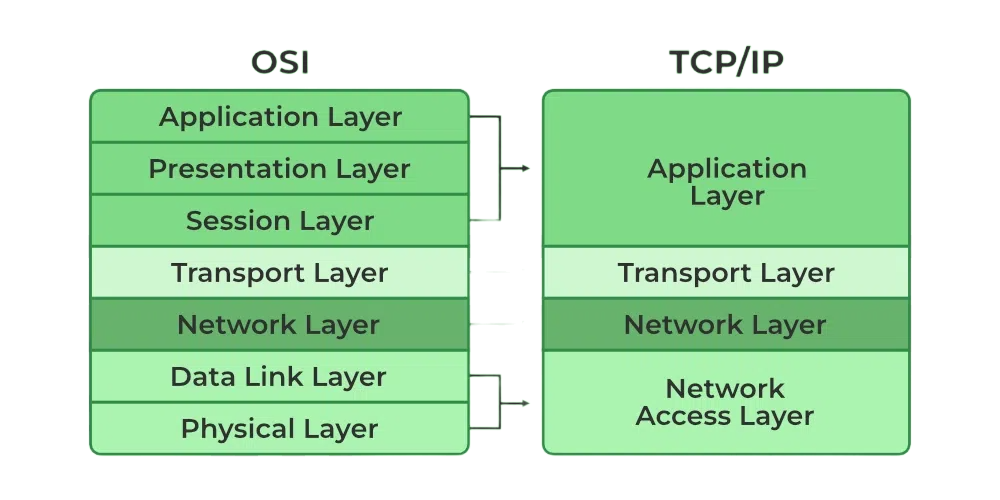 OSI
Application Layer
Presentation Layer
Session Layer
Transport Layer
Network Layer
Data Link Layer
Physical Layer
TCP/IP
Application
Layer
Transport Layer
Network Layer
Network
Access Layer